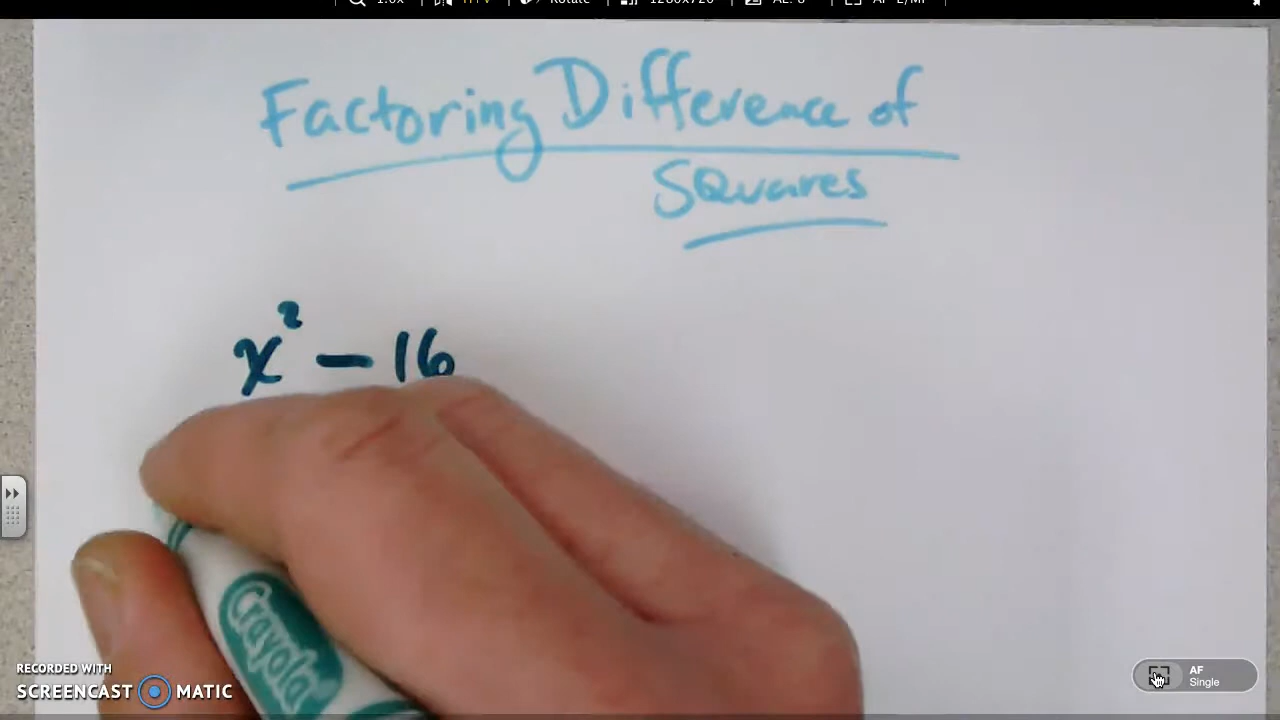 Factoring Difference of
Squares
x² – 16
Crayola
RECORDED WITH
SCREENCAST MATIC
AF
Single